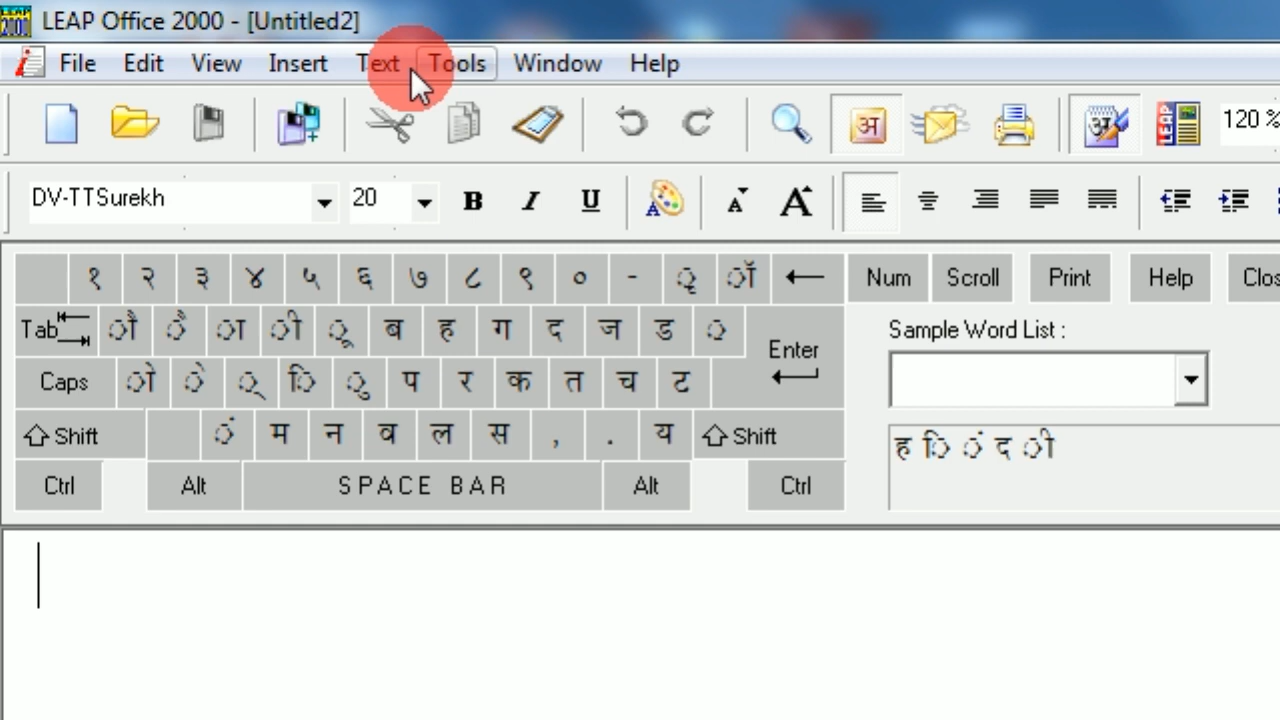 LEAP Office 2000 - [Untitled2]
File Edit View Insert Text Tools Window Help
120 %
DV-TTSurekh 20 B I U A A
१ २ ३ ४ ५ ६ ७ ८ ९ ० - ृ ॉ Num Scroll Print Help Clos
Tab ौ ै ा ी ू ब ह ग द ज ड ़
Sample Word List :
Enter
Caps ो े ् ि ु प र क त च ट
Shift ं म न व ल स , . य Shift
ह ि ं द ी
Ctrl Alt SPACE BAR Alt Ctrl